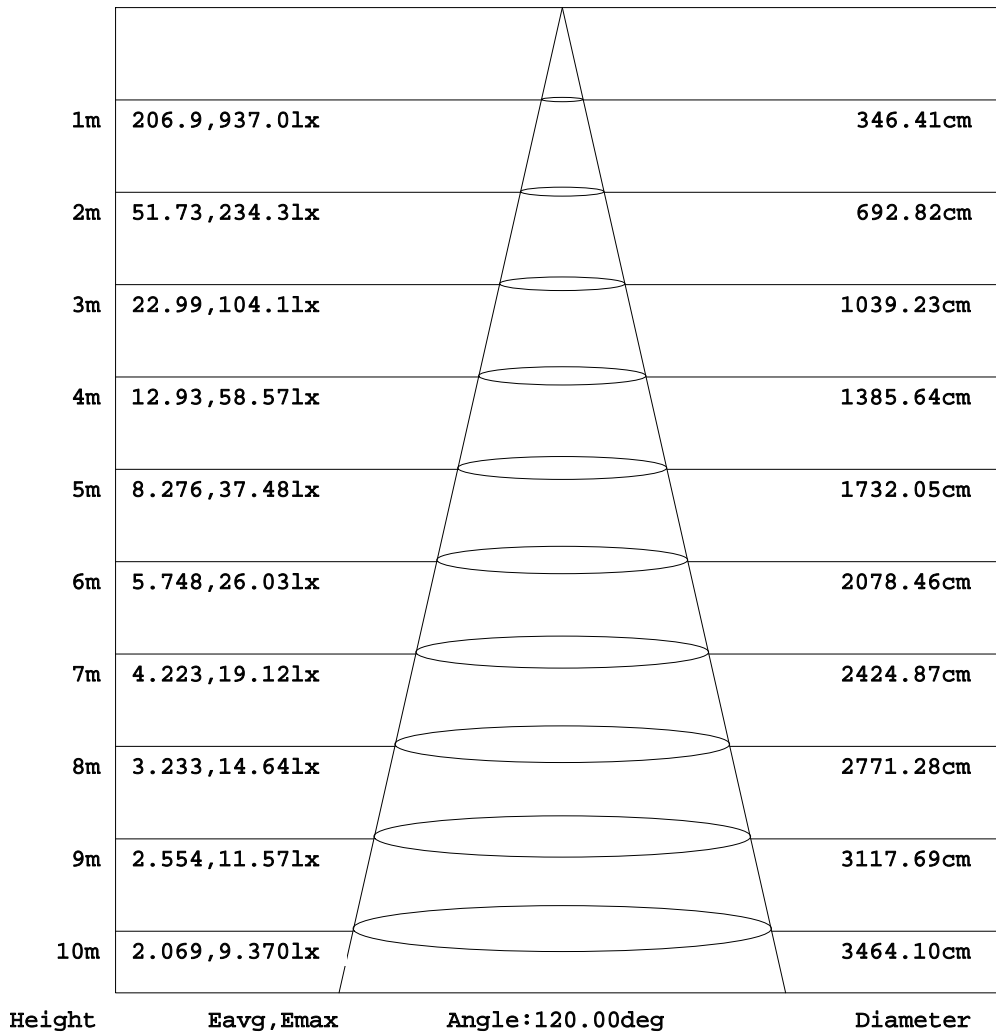 1m 206.9,937.0lx 346.41cm
2m 51.73,234.3lx 692.82cm
3m 22.99,104.1lx 1039.23cm
4m 12.93,58.57lx 1385.64cm
5m 8.276,37.48lx 1732.05cm
6m 5.748,26.03lx 2078.46cm
7m 4.223,19.12lx 2424.87cm
8m 3.233,14.64lx 2771.28cm
9m 2.554,11.57lx 3117.69cm
10m 2.069,9.370lx 3464.10cm
Height Eavg,Emax Angle:120.00deg Diameter